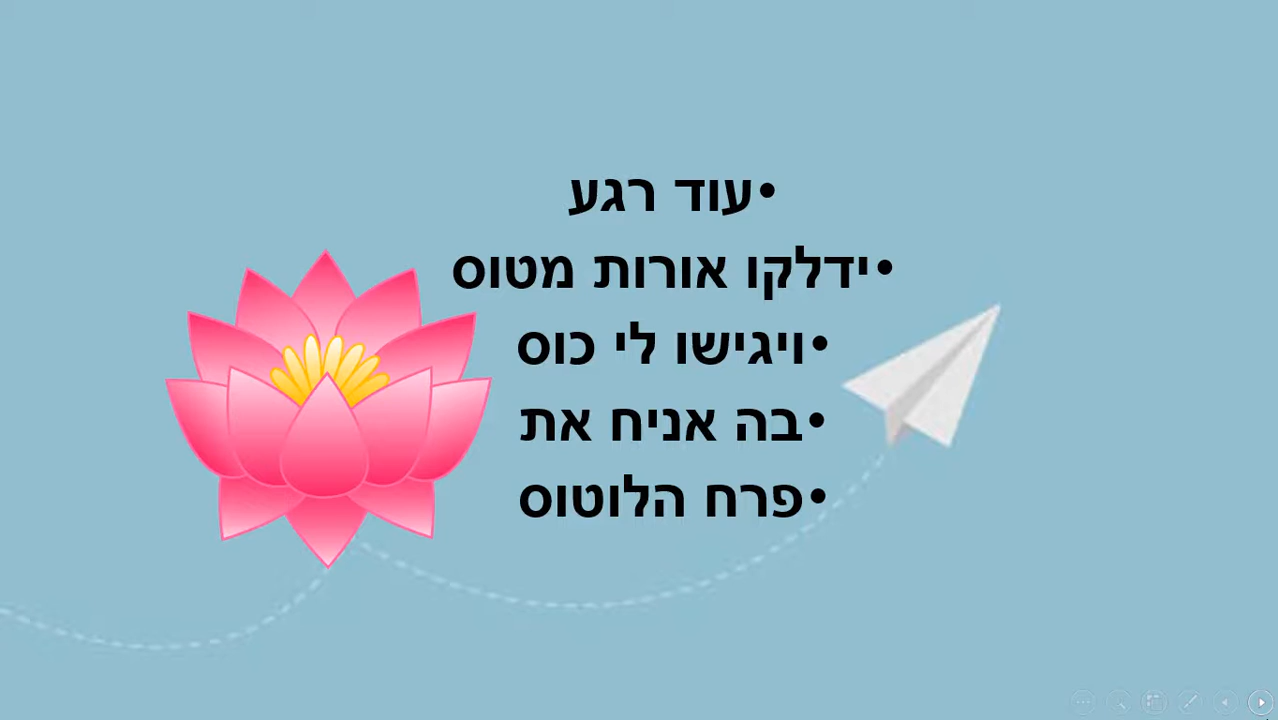 •עוד רגע
•ידלקו אורות מטוס
•ויגישו לי כוס
•בה אניח את
•פרח הלוטוס